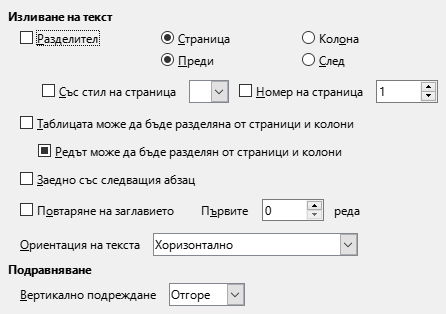 Изливане на текст
Разделител Страница Колона
Преди След
Със стил на страница Номер на страница 1
Таблицата може да бъде разделяна от страници и колони
Редът може да бъде разделян от страници и колони
Заедно със следващия абзац
Повтаряне на заглавието Първите 0 реда
Ориентация на текста Хоризонтално
Подравняване
Вертикално подреждане Отгоре